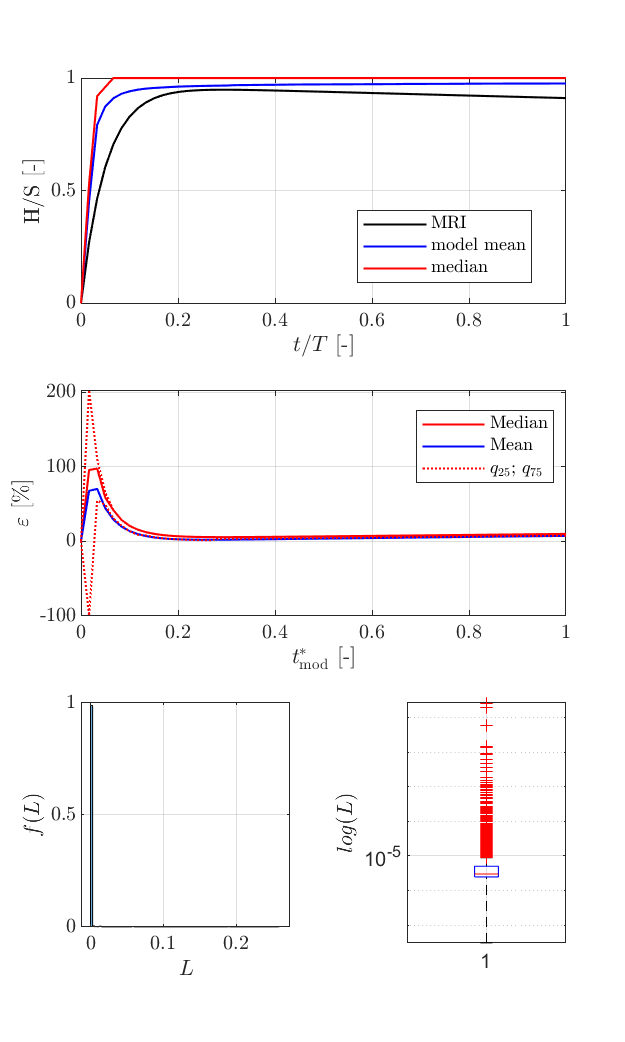 1
0.5
0
H/S [-]
MRI
model mean
median
0 0.2 0.4 0.6 0.8 1
t/T [-]
200
100
0
-100
ε [%]
Median
Mean
q25; q75
0 0.2 0.4 0.6 0.8 1
t*mod [-]
1
0.5
0
f(L)
0 0.1 0.2
L
log(L)
10-5
1